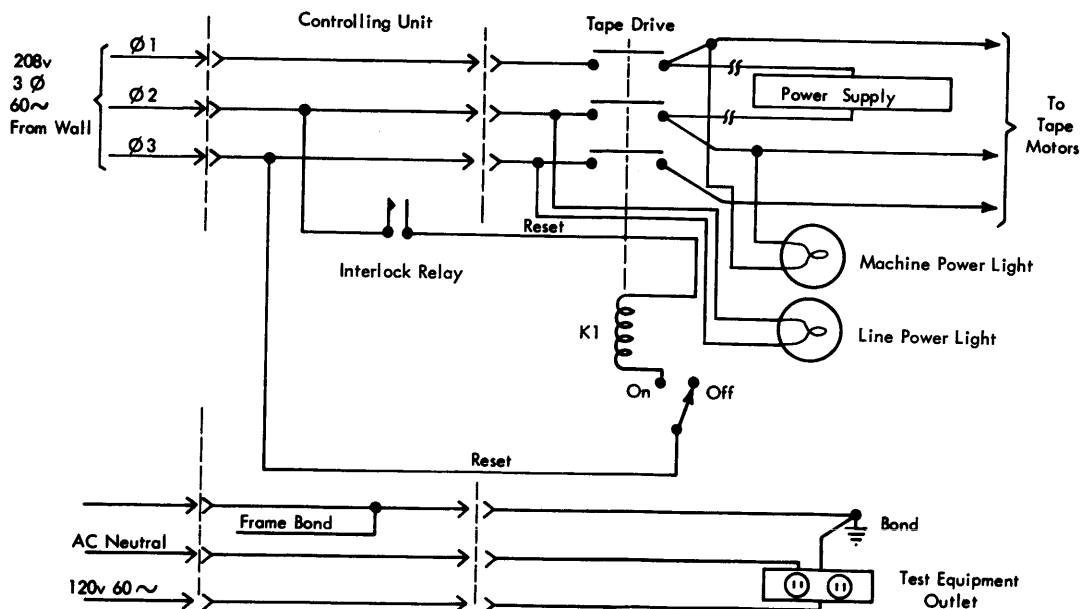 Controlling Unit
Tape Drive
208v
3 Ø
60~
From Wall
Ø1
Ø2
Ø3
Power Supply
To
Tape
Motors
Reset
Interlock Relay
Machine Power Light
K1
Line Power Light
On
Off
Reset
Frame Bond
Bond
AC Neutral
120v 60~
Test Equipment
Outlet